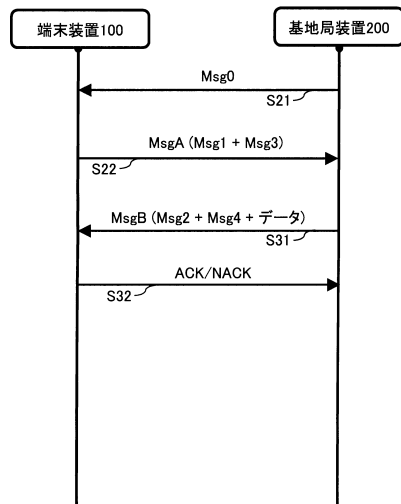 端末装置100
基地局装置200
Msg0
S21
MsgA (Msg1 + Msg3)
S22
MsgB (Msg2 + Msg4 + データ)
S31
ACK/NACK
S32